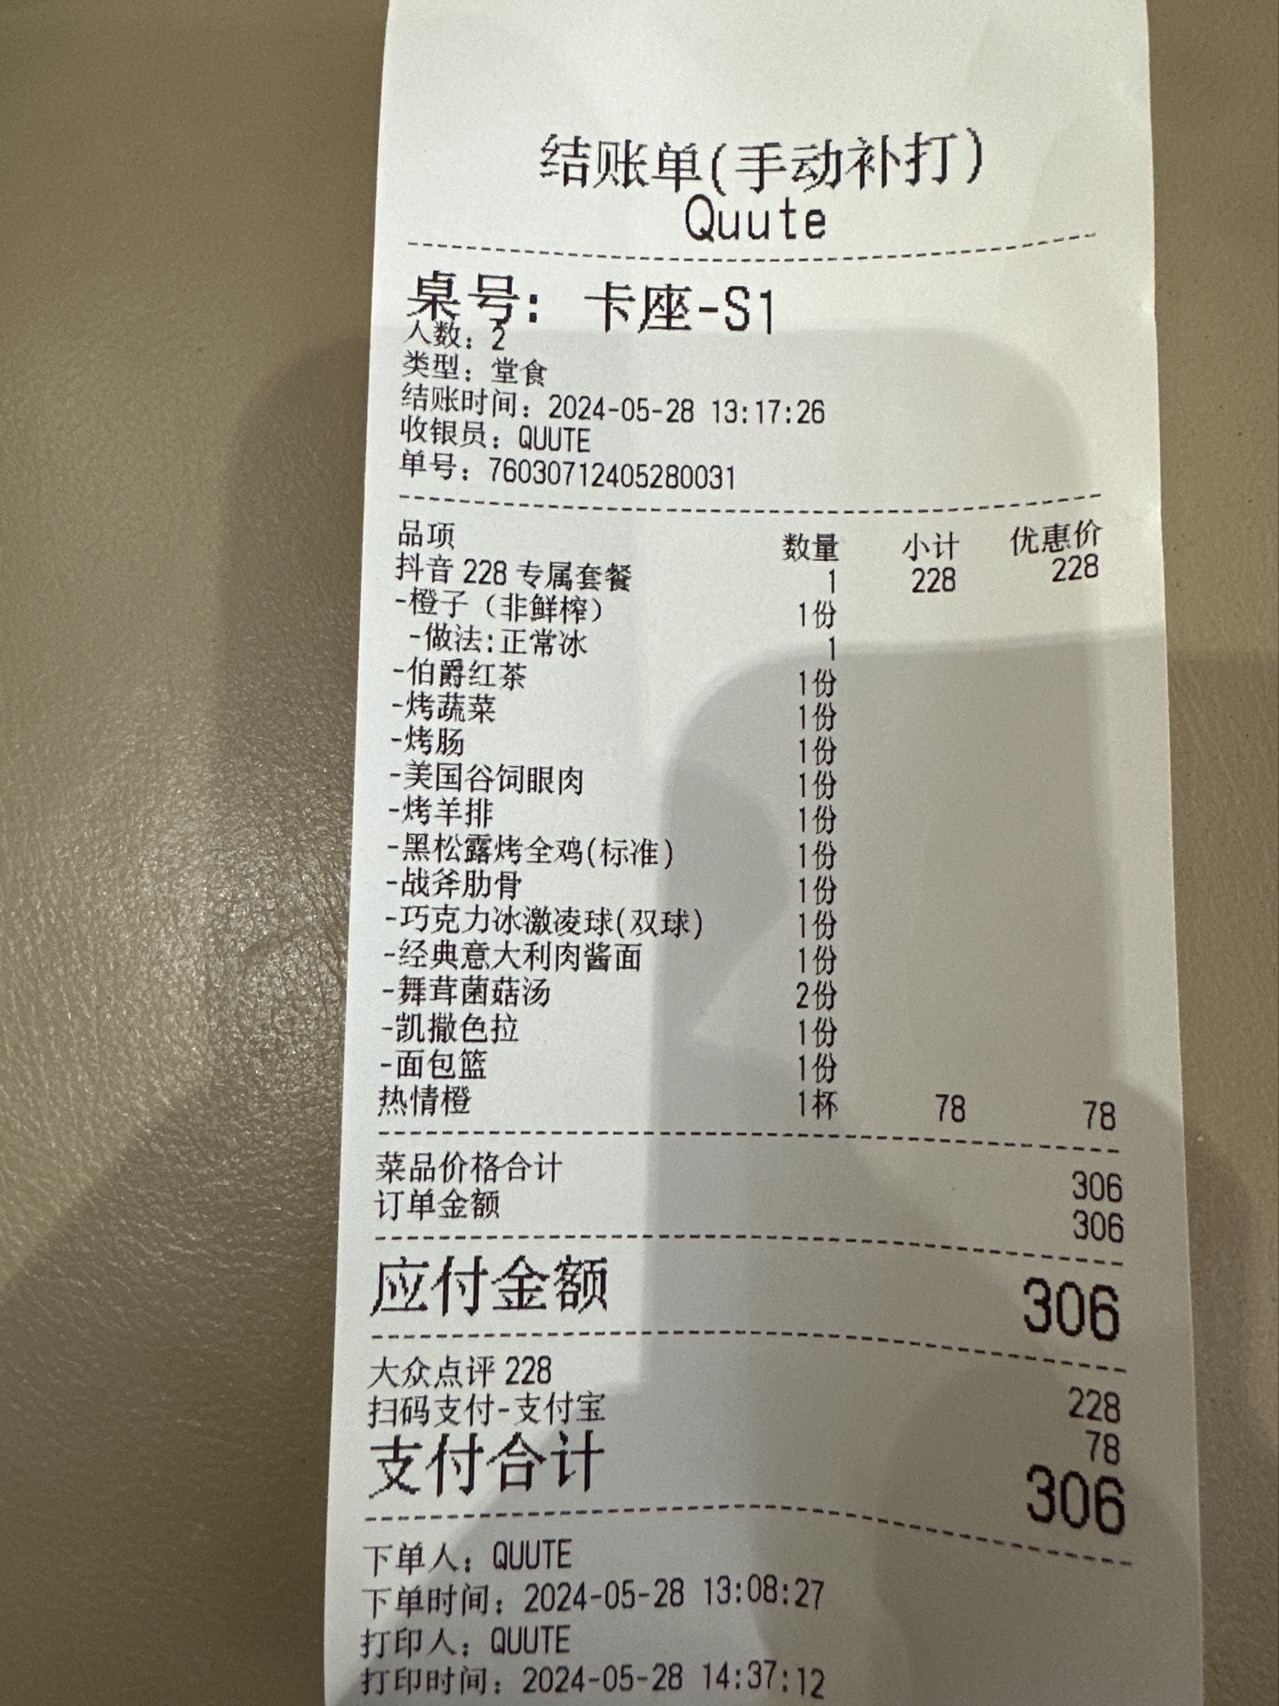 结账单(手动补打)
Quute
桌号: 卡座-S1
人数: 2
类型: 堂食
结账时间: 2024-05-28 13:17:26
收银员: QUUTE
单号: 76030712405280031
品项 数量 小计 优惠价
抖音 228 专属套餐 1 228 228
-橙子（非鲜榨） 1份
-做法:正常冰 1
-伯爵红茶 1份
-烤蔬菜 1份
-烤肠 1份
-美国谷饲眼肉 1份
-烤羊排 1份
-黑松露烤全鸡(标准) 1份
-战斧肋骨 1份
-巧克力冰激凌球(双球) 1份
-经典意大利肉酱面 1份
-舞茸菌菇汤 2份
-凯撒色拉 1份
-面包篮 1份
热情橙 1杯 78 78
菜品价格合计 306
订单金额 306
应付金额 306
大众点评 228 228
扫码支付-支付宝 78
支付合计 306
下单人: QUUTE
下单时间: 2024-05-28 13:08:27
打印人: QUUTE
打印时间: 2024-05-28 14:37:12